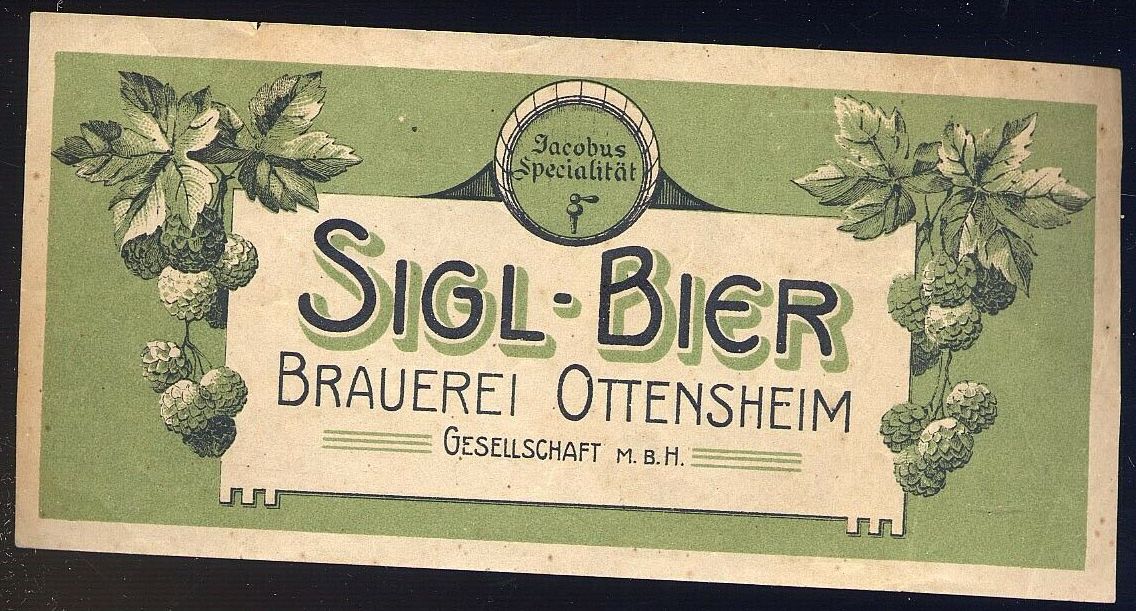 Jacobus
Specialität
SIGL-BIER
BRAUEREI OTTENSHEIM
GESELLSCHAFT M.B.H.